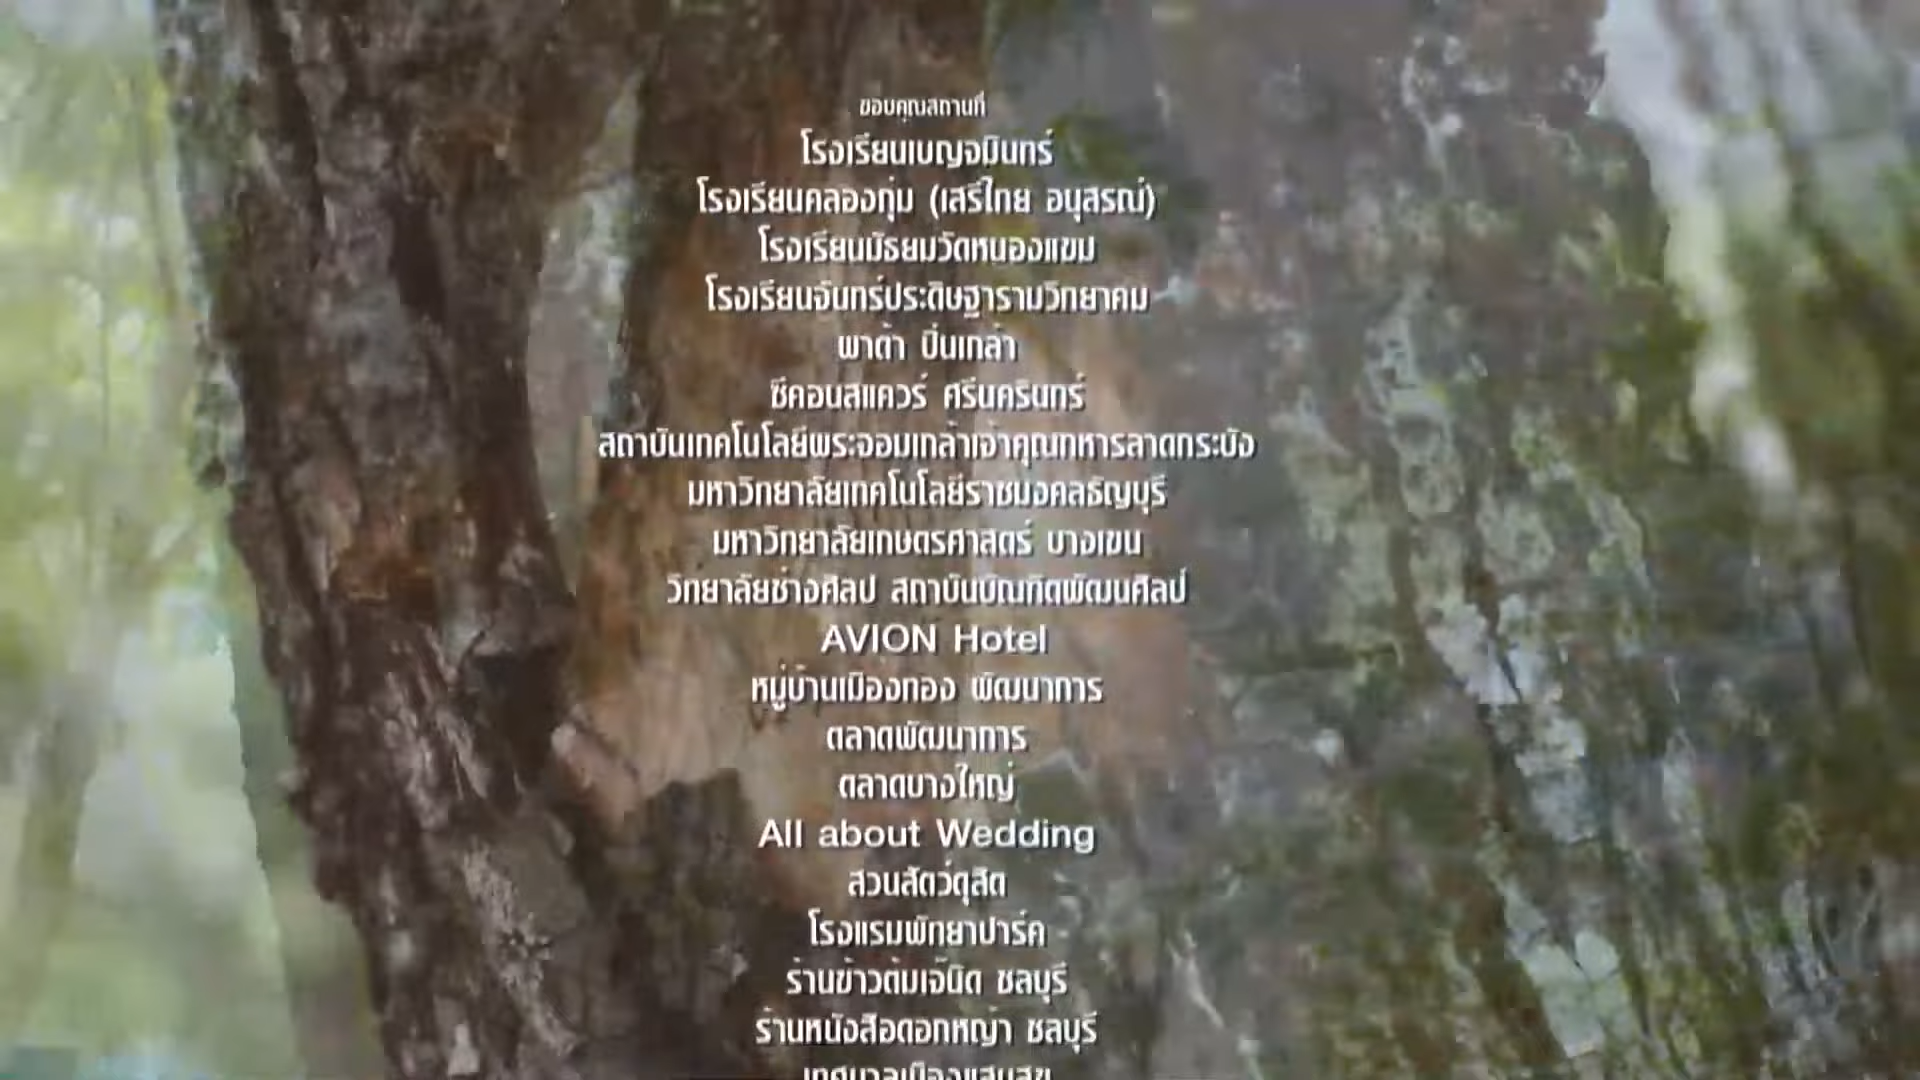 ขอบคุณสถานที่
โรงเรียนเบญจมินทร์
โรงเรียนคลองกุ่ม (เสรีไทย อนุสรณ์)
โรงเรียนมัธยมวัดหนองแขม
โรงเรียนจันทร์ประดิษฐารามวิทยาคม
พาต้า ปิ่นเกล้า
ซีคอนสแควร์ ศรีนครินทร์
สถาบันเทคโนโลยีพระจอมเกล้าเจ้าคุณทหารลาดกระบัง
มหาวิทยาลัยเทคโนโลยีราชมงคลธัญบุรี
มหาวิทยาลัยเกษตรศาสตร์ บางเขน
วิทยาลัยช่างศิลป สถาบันบัณฑิตพัฒนศิลป์
AVION Hotel
หมู่บ้านเมืองทอง พัฒนาการ
ตลาดพัฒนาการ
ตลาดบางใหญ่
All about Wedding
สวนสัตว์ดุสิต
โรงแรมพัทยาปาร์ค
ร้านข้าวต้มเจ๊นิด ชลบุรี
ร้านหนังสือดอกหญ้า ชลบุรี
เทศบาลเมืองแสนสุข